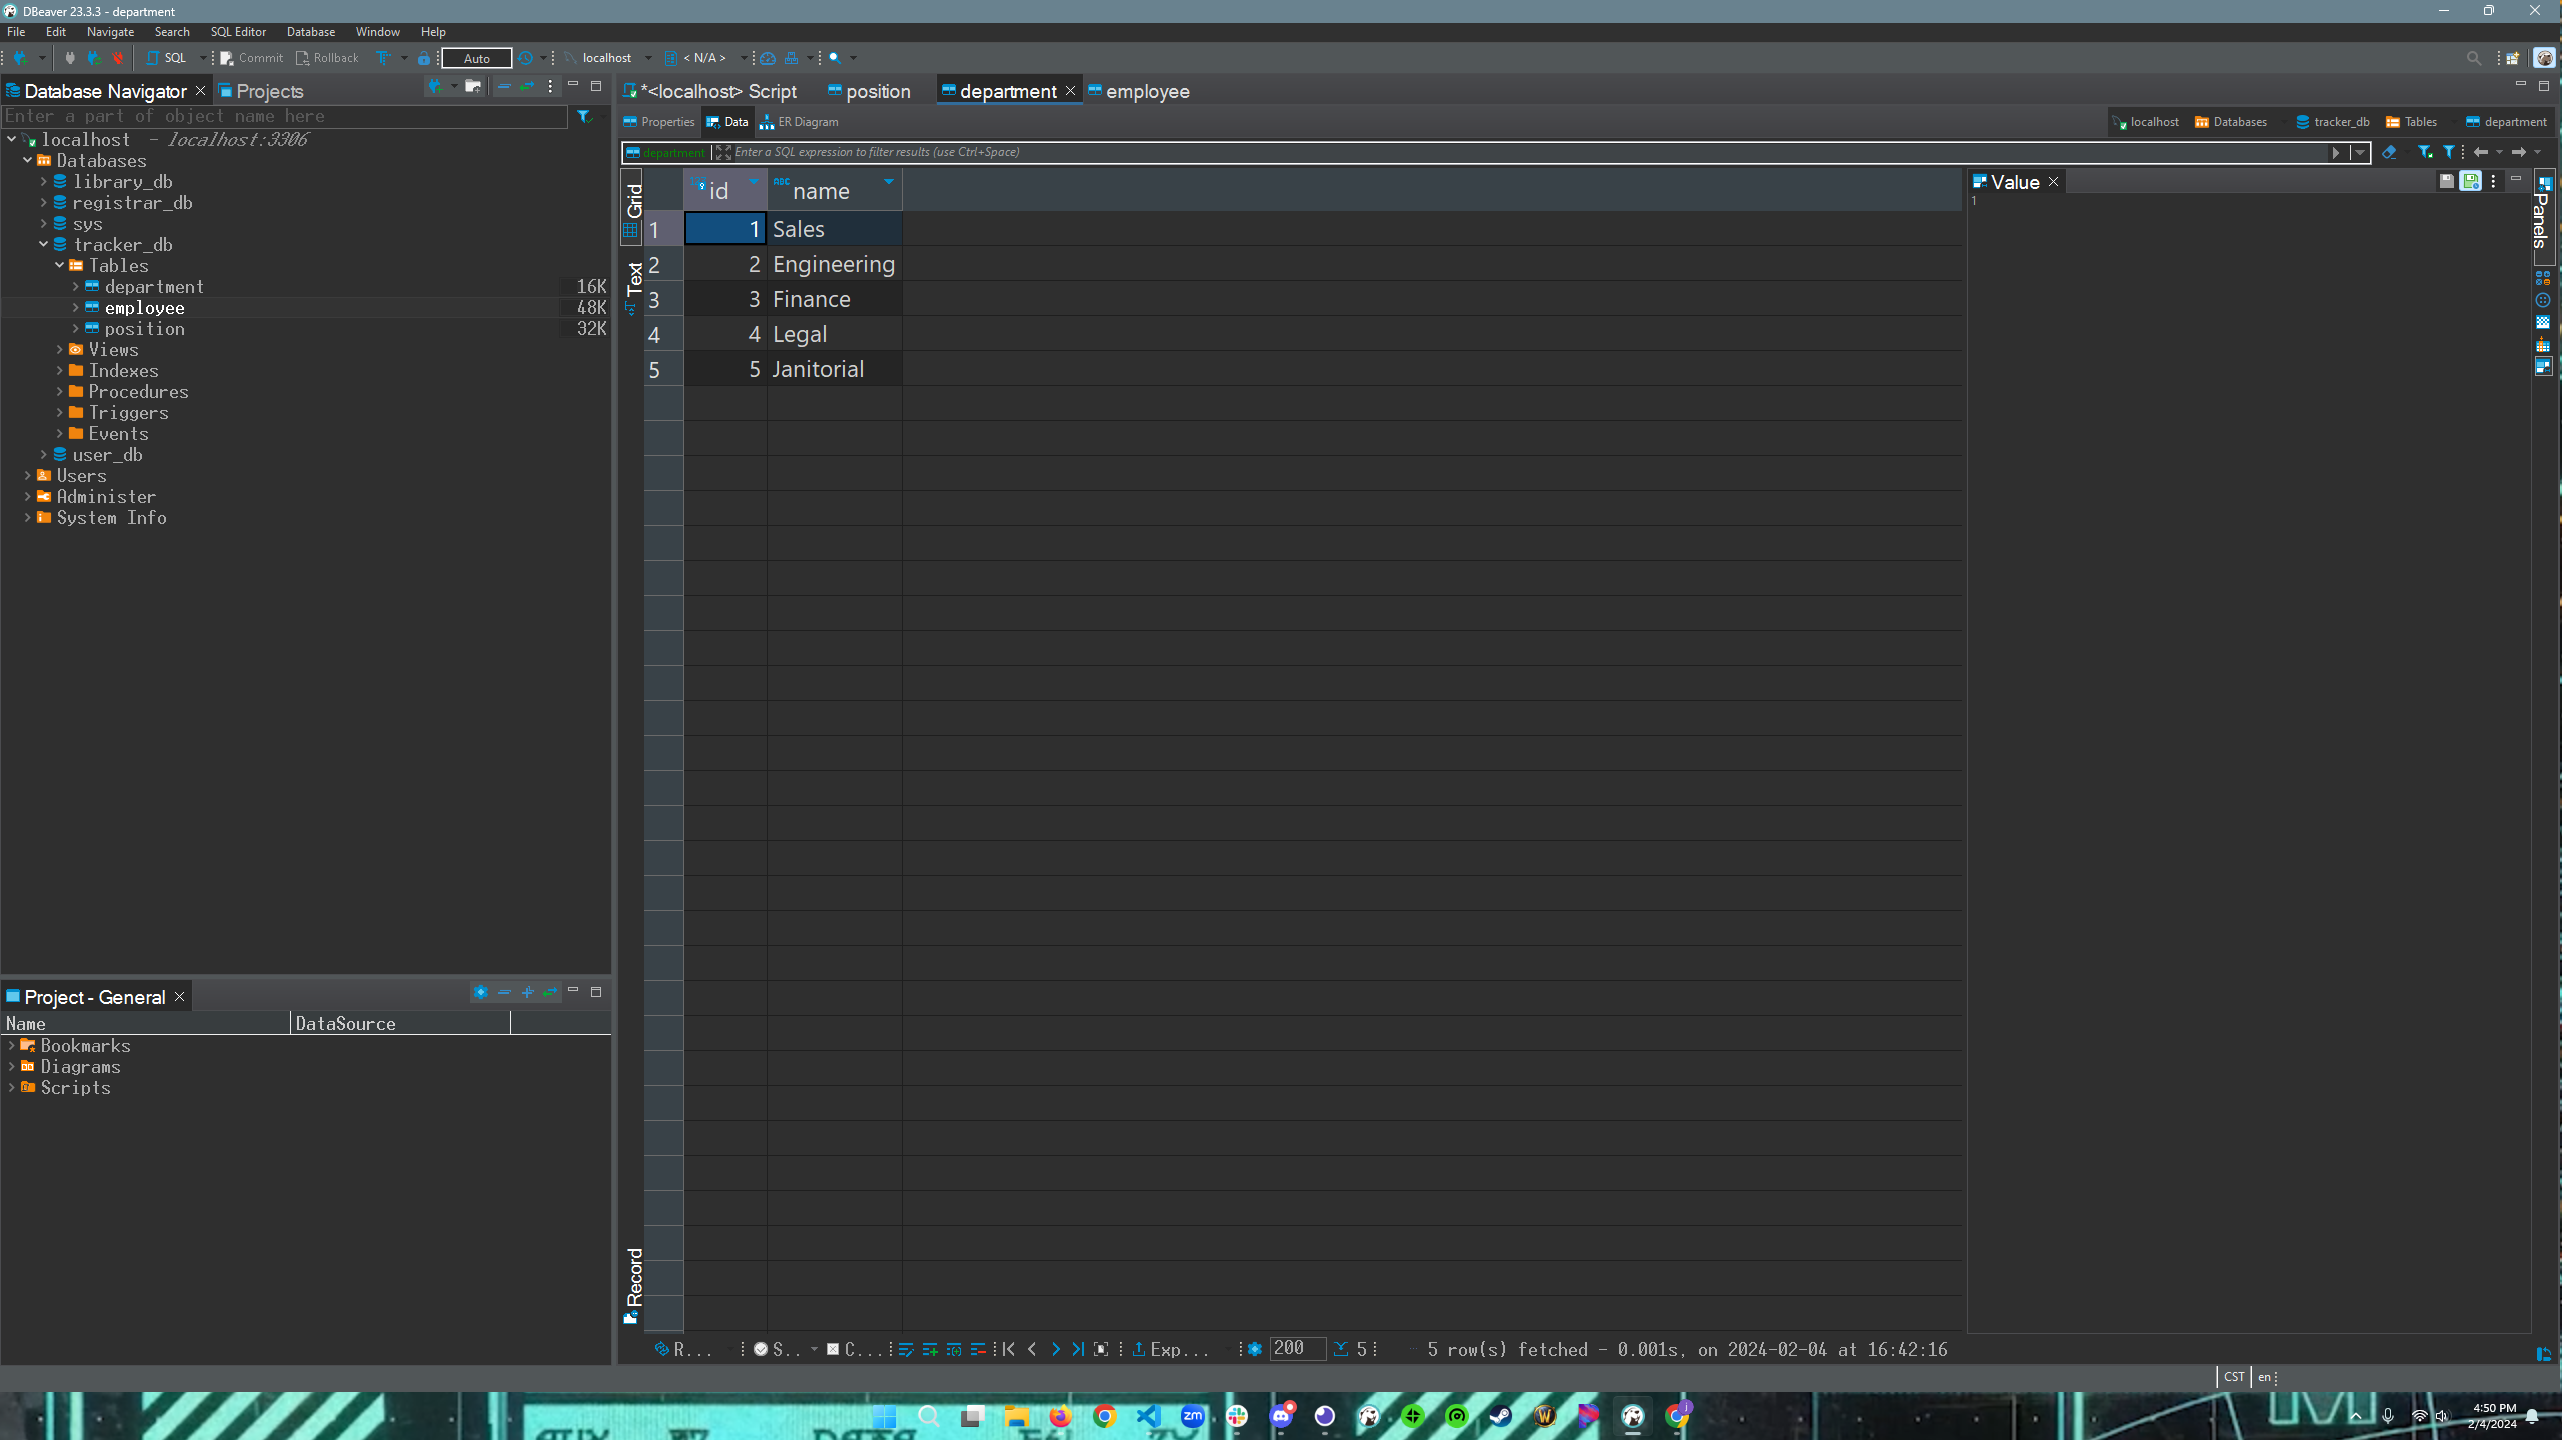 DBeaver 23.3.3 - department
File Edit Navigate Search SQL Editor Database Window Help
SQL Commit Rollback Auto localhost < N/A >
Database Navigator Projects
Enter a part of object name here
localhost - localhost:3306
Databases
library_db
registrar_db
sys
tracker_db
Tables
department 16K
employee 48K
position 32K
Views
Indexes
Procedures
Triggers
Events
user_db
Users
Administer
System Info
Project - General
Name DataSource
Bookmarks
Diagrams
Scripts
*<localhost> Script position department employee
Properties Data ER Diagram
localhost Databases tracker_db Tables department
department Enter a SQL expression to filter results (use Ctrl+Space)
Grid
Text
Record
id name
1 1 Sales
2 2 Engineering
3 3 Finance
4 4 Legal
5 5 Janitorial
Value
1
Panels
R... S.. C... Exp... 200 5 5 row(s) fetched - 0.001s, on 2024-02-04 at 16:42:16
CST en
zm
4:50 PM
2/4/2024